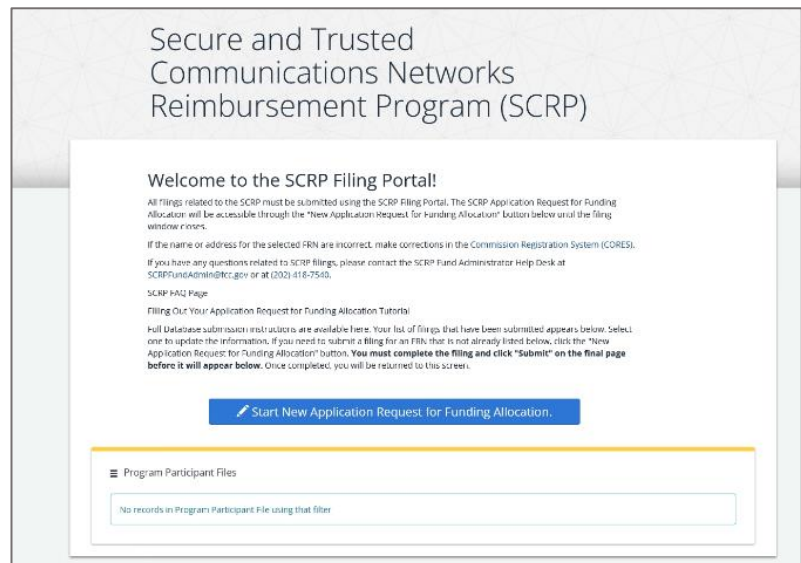 Secure and Trusted
Communications Networks
Reimbursement Program (SCRP)
Welcome to the SCRP Filing Portal!
All filings related to the SCRP must be submitted using the SCRP Filing Portal. The SCRP Application Request for Funding
Allocation will be accessible through the "New Application Request for Funding Allocation" button below until the filing
window closes.
If the name or address for the selected FRN are incorrect, make corrections in the Commission Registration System (CORES).
If you have any questions related to SCRP filings, please contact the SCRP Fund Administrator Help Desk at
SCRPFundAdmin@fcc.gov or at (202) 418-7540.
SCRP FAQ Page
Filling Out Your Application Request for Funding Allocation Tutorial
Full Database submission instructions are available here. Your list of filings that have been submitted appears below. Select
one to update the information. If you need to submit a filing for an FRN that is not already listed below, click the "New
Application Request for Funding Allocation" button. You must complete the filing and click "Submit" on the final page
before it will appear below. Once completed, you will be returned to this screen.
Start New Application Request for Funding Allocation.
Program Participant Files
No records in Program Participant File using that filter